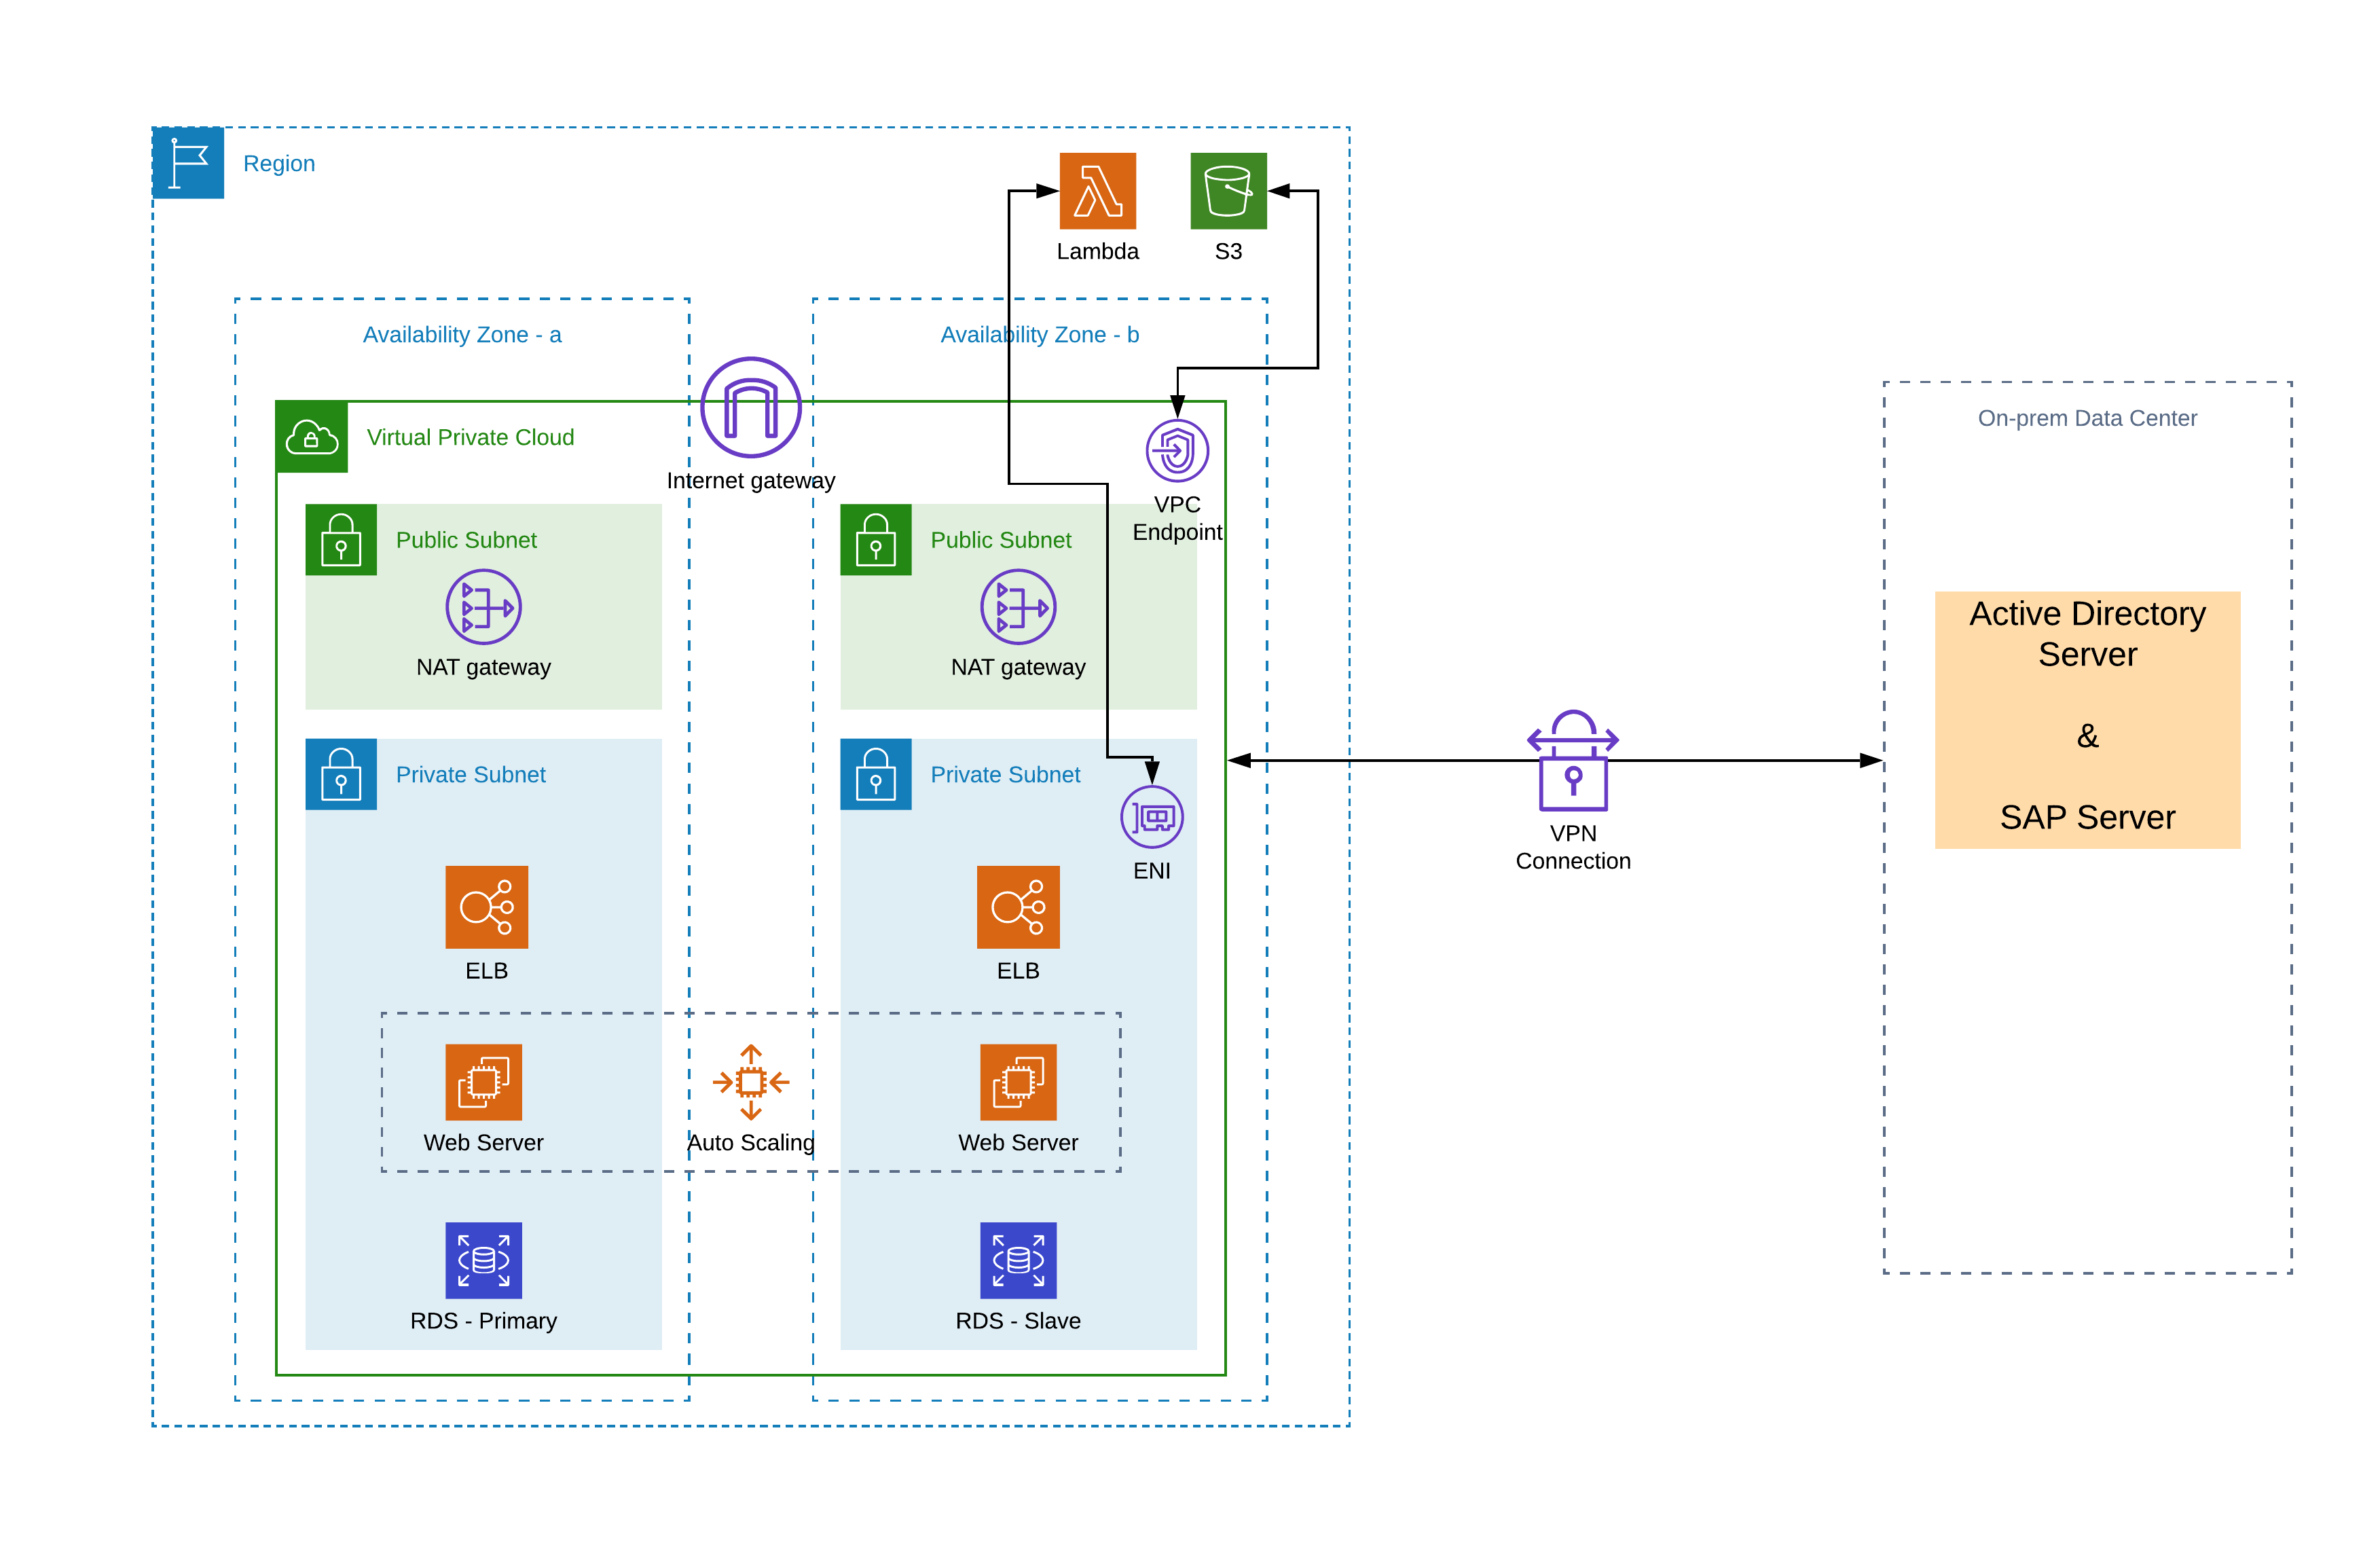 Region
Lambda
S3
Availability Zone - a
Availability Zone - b
Virtual Private Cloud
Internet gateway
VPC
Endpoint
Public Subnet
NAT gateway
Public Subnet
NAT gateway
Private Subnet
Private Subnet
ENI
ELB
ELB
Web Server
Auto Scaling
Web Server
RDS - Primary
RDS - Slave
VPN
Connection
On-prem Data Center
Active Directory
Server
&
SAP Server